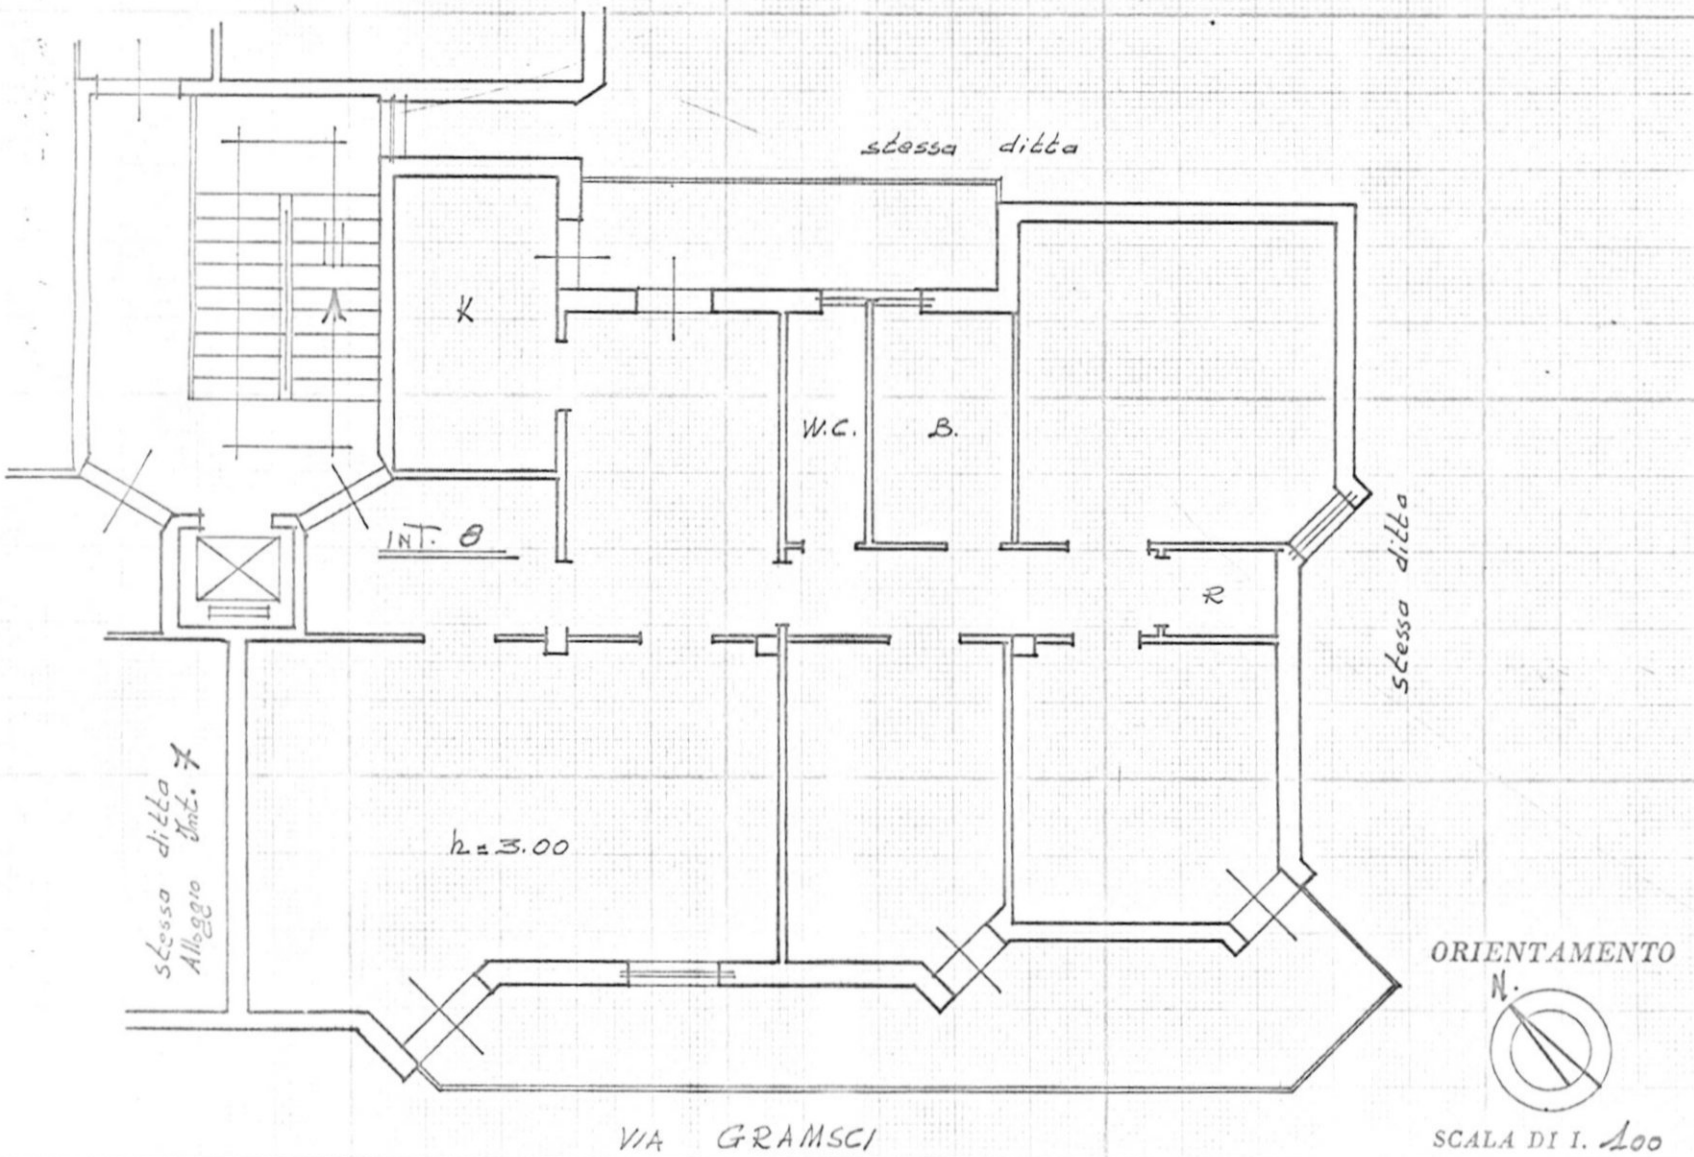 stessa ditta
K
W.C.
B.
INT. 8
R
stessa ditta
stessa ditta
Alloggio Int. 7
h=3.00
ORIENTAMENTO
N.
VIA GRAMSCI
SCALA DI 1. 100